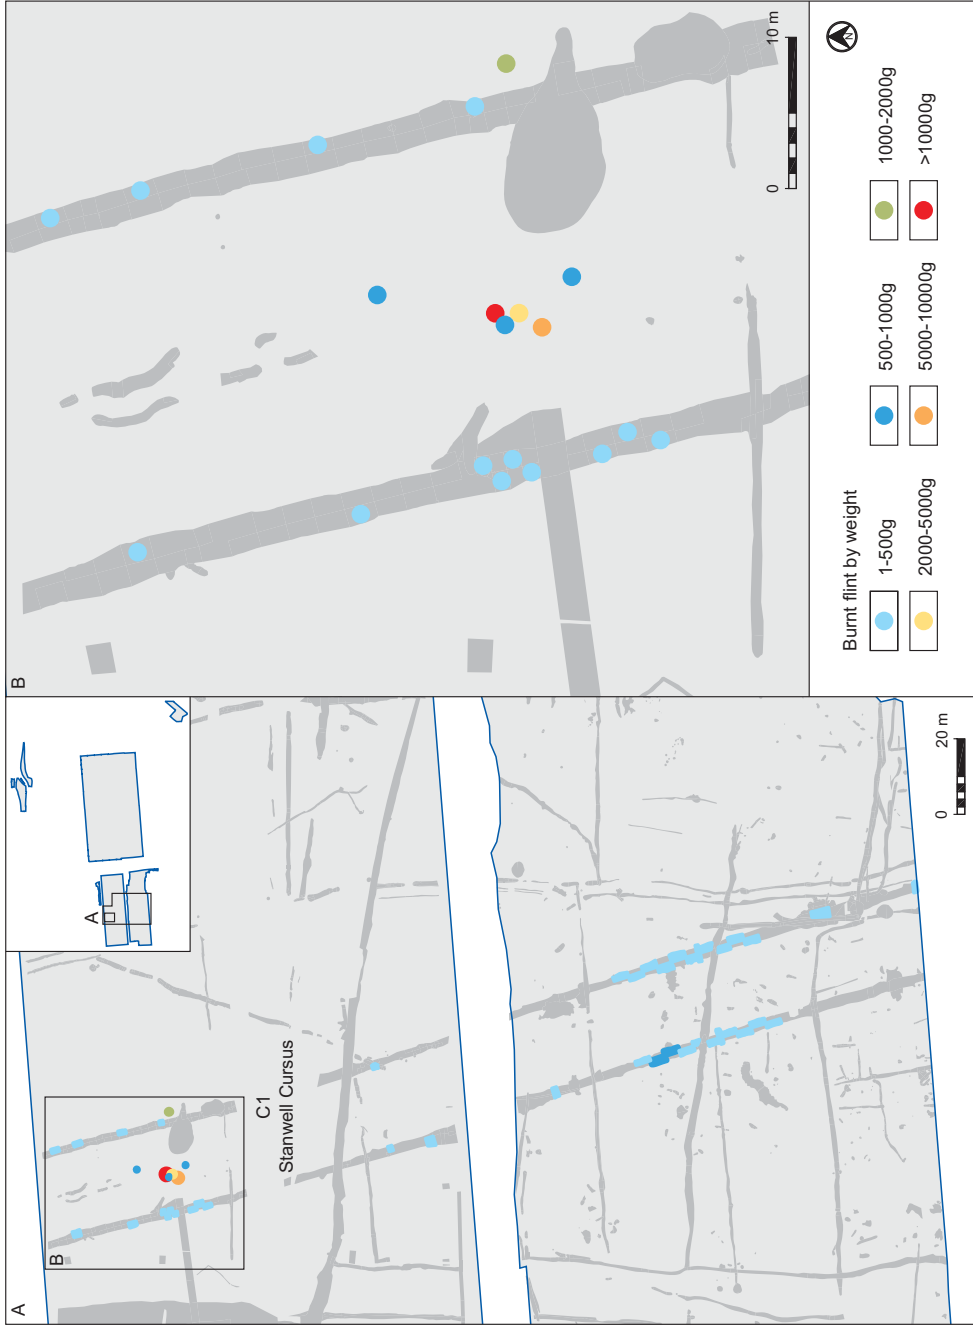 A
A
B
C1
Stanwell Cursus
0 20 m
B
0 10 m
Burnt flint by weight
1-500g 500-1000g 1000-2000g
2000-5000g 5000-10000g >10000g
N